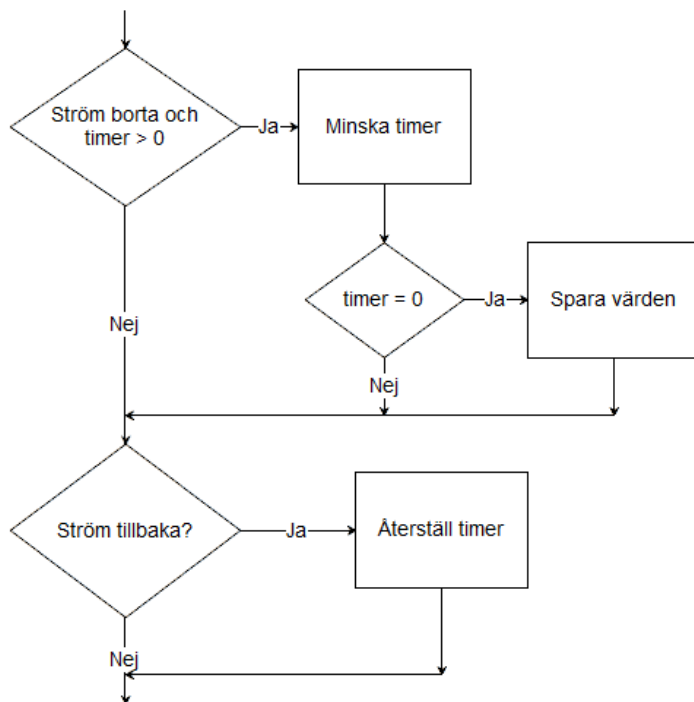 Ström borta och
timer > 0
Ja
Minska timer
timer = 0
Ja
Spara värden
Nej
Nej
Ström tillbaka?
Ja
Återställ timer
Nej